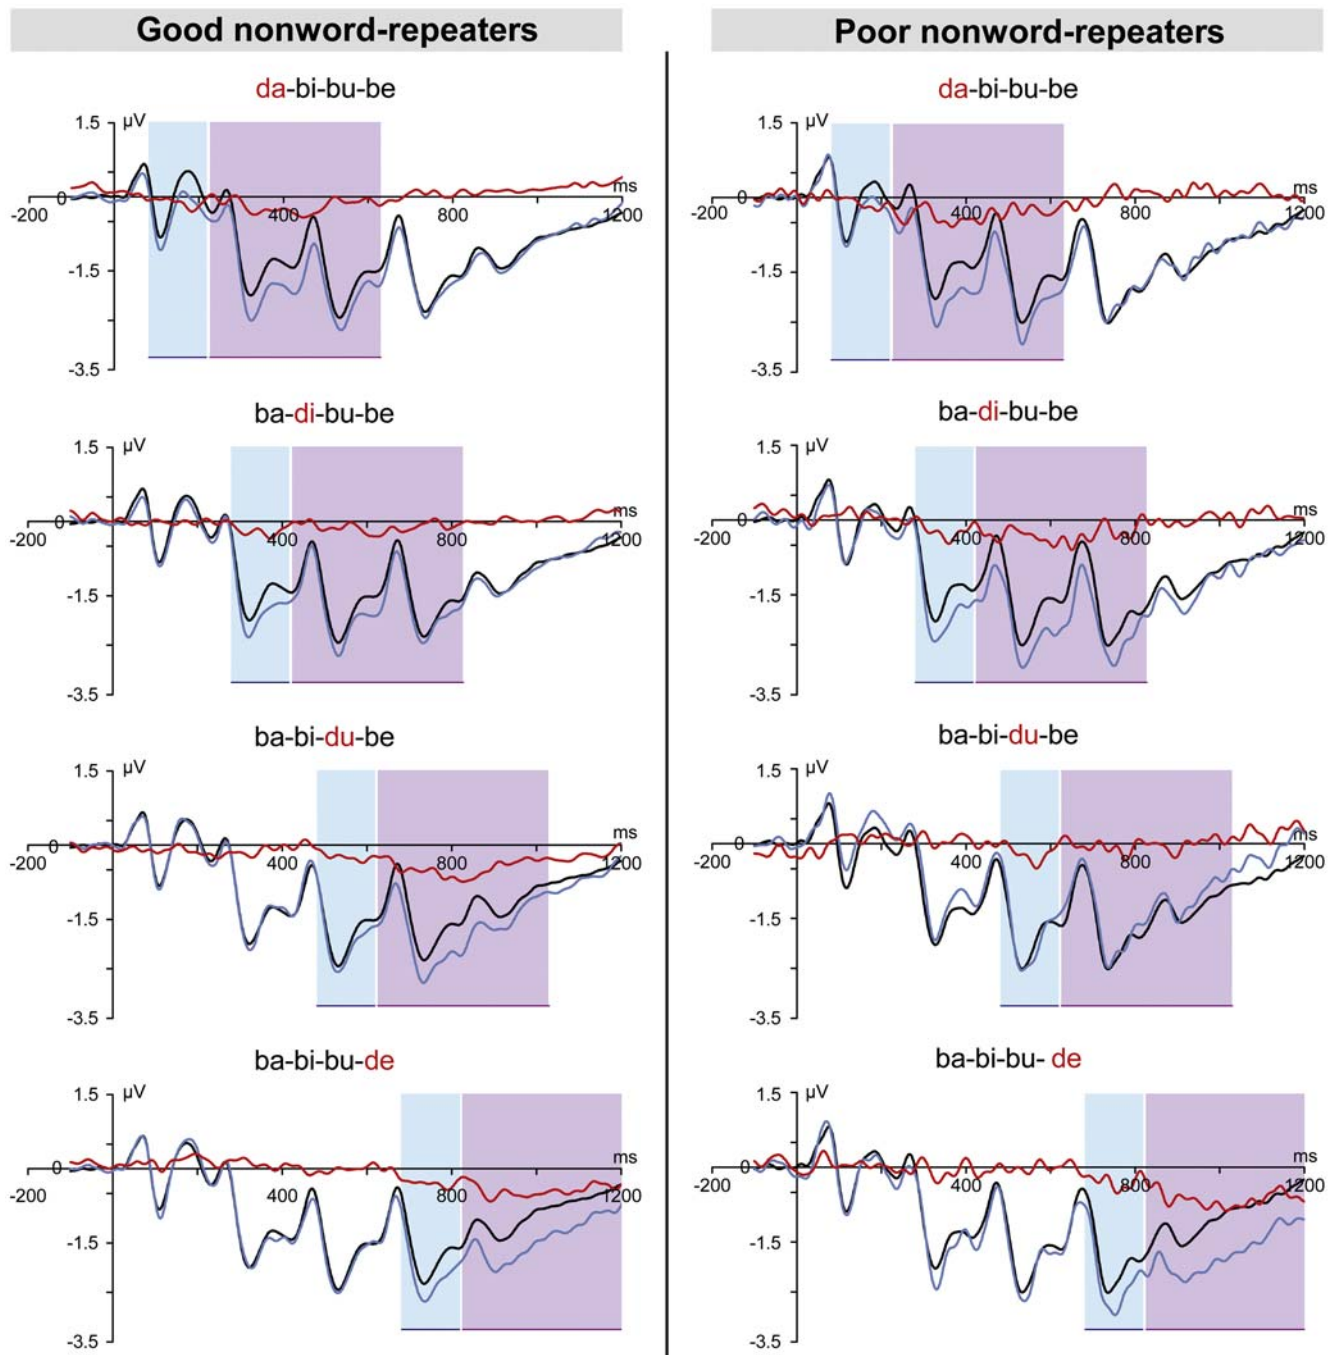 Good nonword-repeaters
Poor nonword-repeaters
da-bi-bu-be
1.5 µV
0
ms
-200 400 800 1200
-1.5
-3.5
da-bi-bu-be
1.5 µV
0
ms
-200 400 800 1200
-1.5
-3.5
ba-di-bu-be
1.5 µV
0
ms
-200 400 800 1200
-1.5
-3.5
ba-di-bu-be
1.5 µV
0
ms
-200 400 800 1200
-1.5
-3.5
ba-bi-du-be
1.5 µV
0
ms
-200 400 800 1200
-1.5
-3.5
ba-bi-du-be
1.5 µV
0
ms
-200 400 800 1200
-1.5
-3.5
ba-bi-bu-de
1.5 µV
0
ms
-200 400 800 1200
-1.5
-3.5
ba-bi-bu- de
1.5 µV
0
ms
-200 400 800 1200
-1.5
-3.5